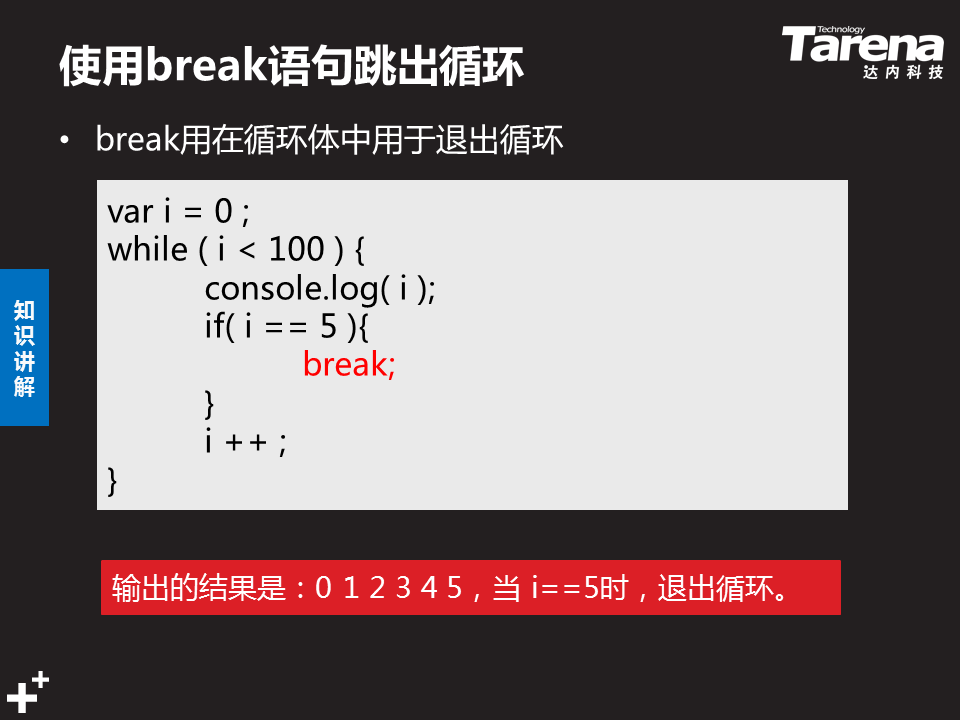 使用break语句跳出循环
Technology
Tarena
达内科技
• break用在循环体中用于退出循环
var i = 0 ;
while ( i < 100 ) {
console.log( i );
if( i == 5 ){
break;
}
i ++ ;
}
知识讲解
输出的结果是：0 1 2 3 4 5，当 i==5时，退出循环。